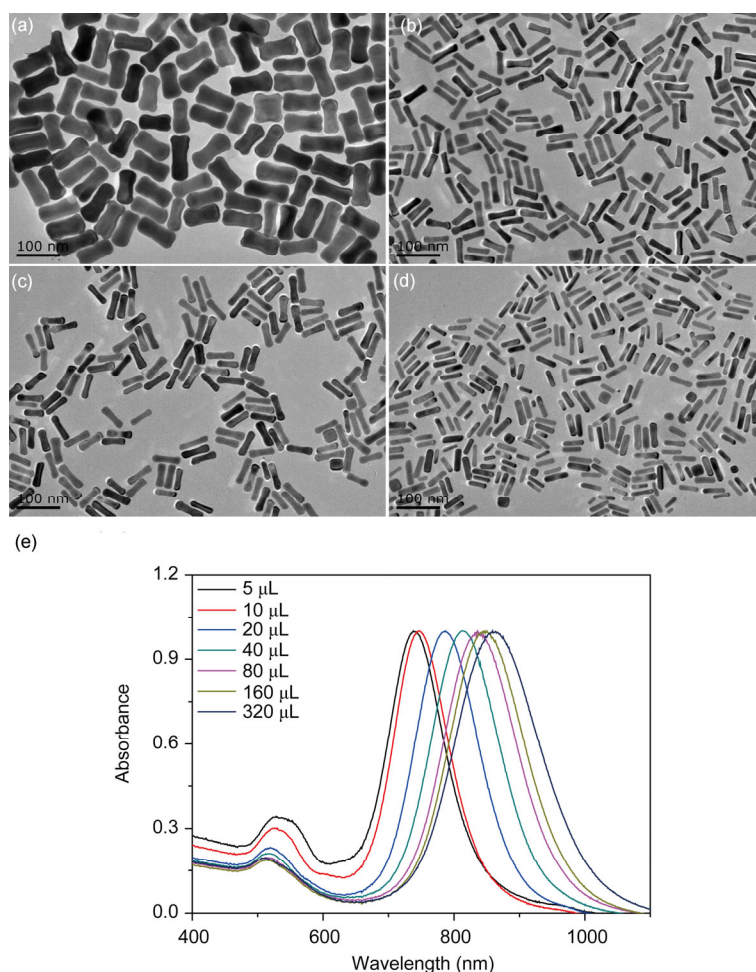 (a)
(b)
100 nm
100 nm
(c)
(d)
100 nm
100 nm
(e)
1.2
5 μL
10 μL
20 μL
0.9
40 μL
80 μL
160 μL
320 μL
0.6
Absorbance
0.3
0.0
400 600 800 1000
Wavelength (nm)